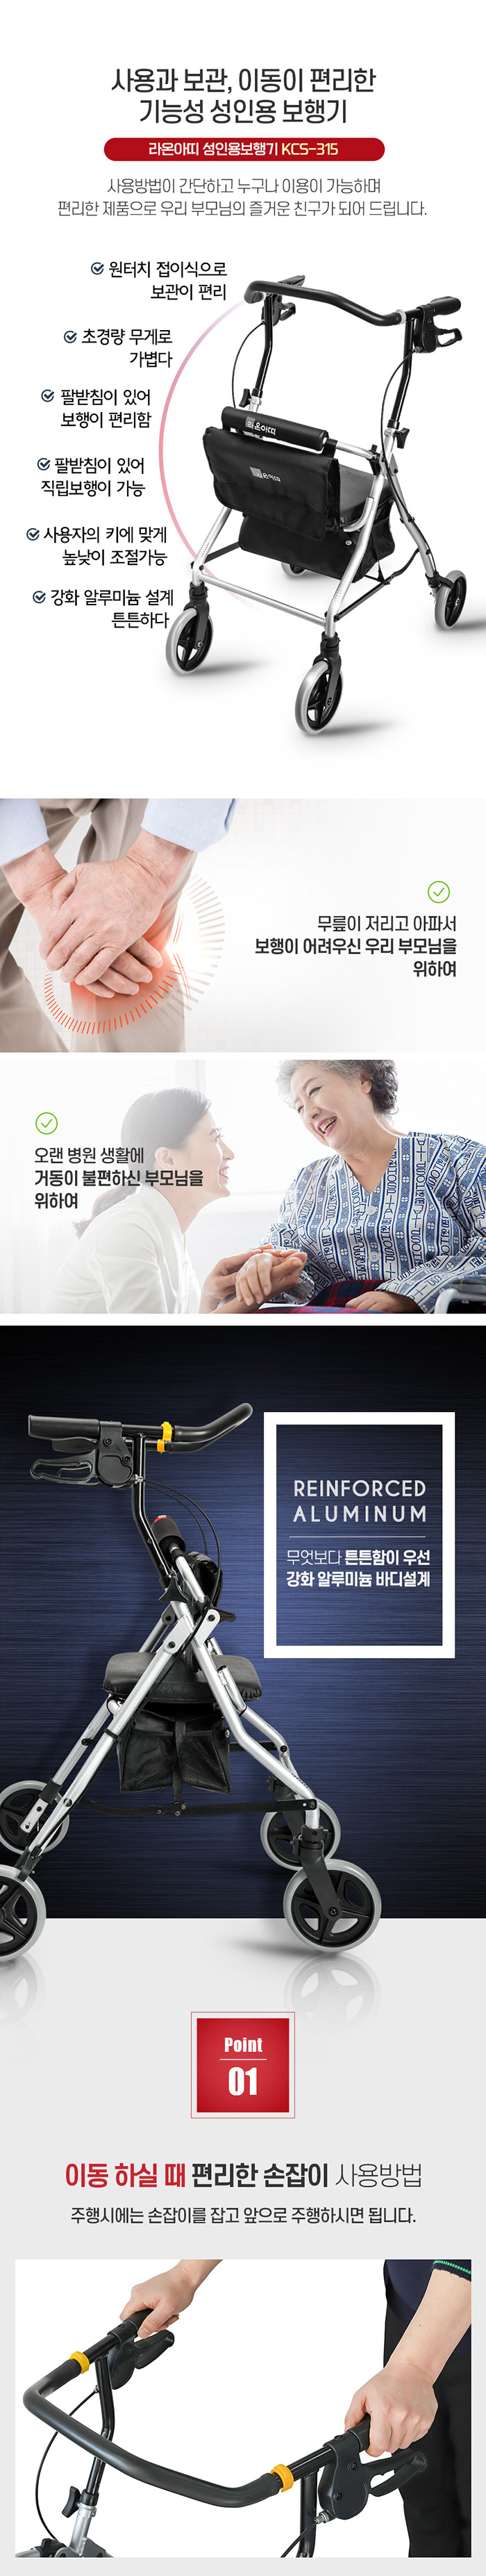 사용과 보관, 이동이 편리한
기능성 성인용 보행기
라온아띠 성인용보행기 KCS-315
사용방법이 간단하고 누구나 이용이 가능하며
편리한 제품으로 우리 부모님의 즐거운 친구가 되어 드립니다.
원터치 접이식으로
보관이 편리
초경량 무게로
가볍다
팔받침이 있어
보행이 편리함
팔받침이 있어
직립보행이 가능
사용자의 키에 맞게
높낮이 조절가능
강화 알루미늄 설계
튼튼하다
라온아띠
라온아띠
무릎이 저리고 아파서
보행이 어려우신 우리 부모님을
위하여
오랜 병원 생활에
거동이 불편하신 부모님을
위하여
REINFORCED
ALUMINUM
무엇보다 튼튼함이 우선
강화 알루미늄 바디설계
Point
01
이동 하실 때 편리한 손잡이 사용방법
주행시에는 손잡이를 잡고 앞으로 주행하시면 됩니다.